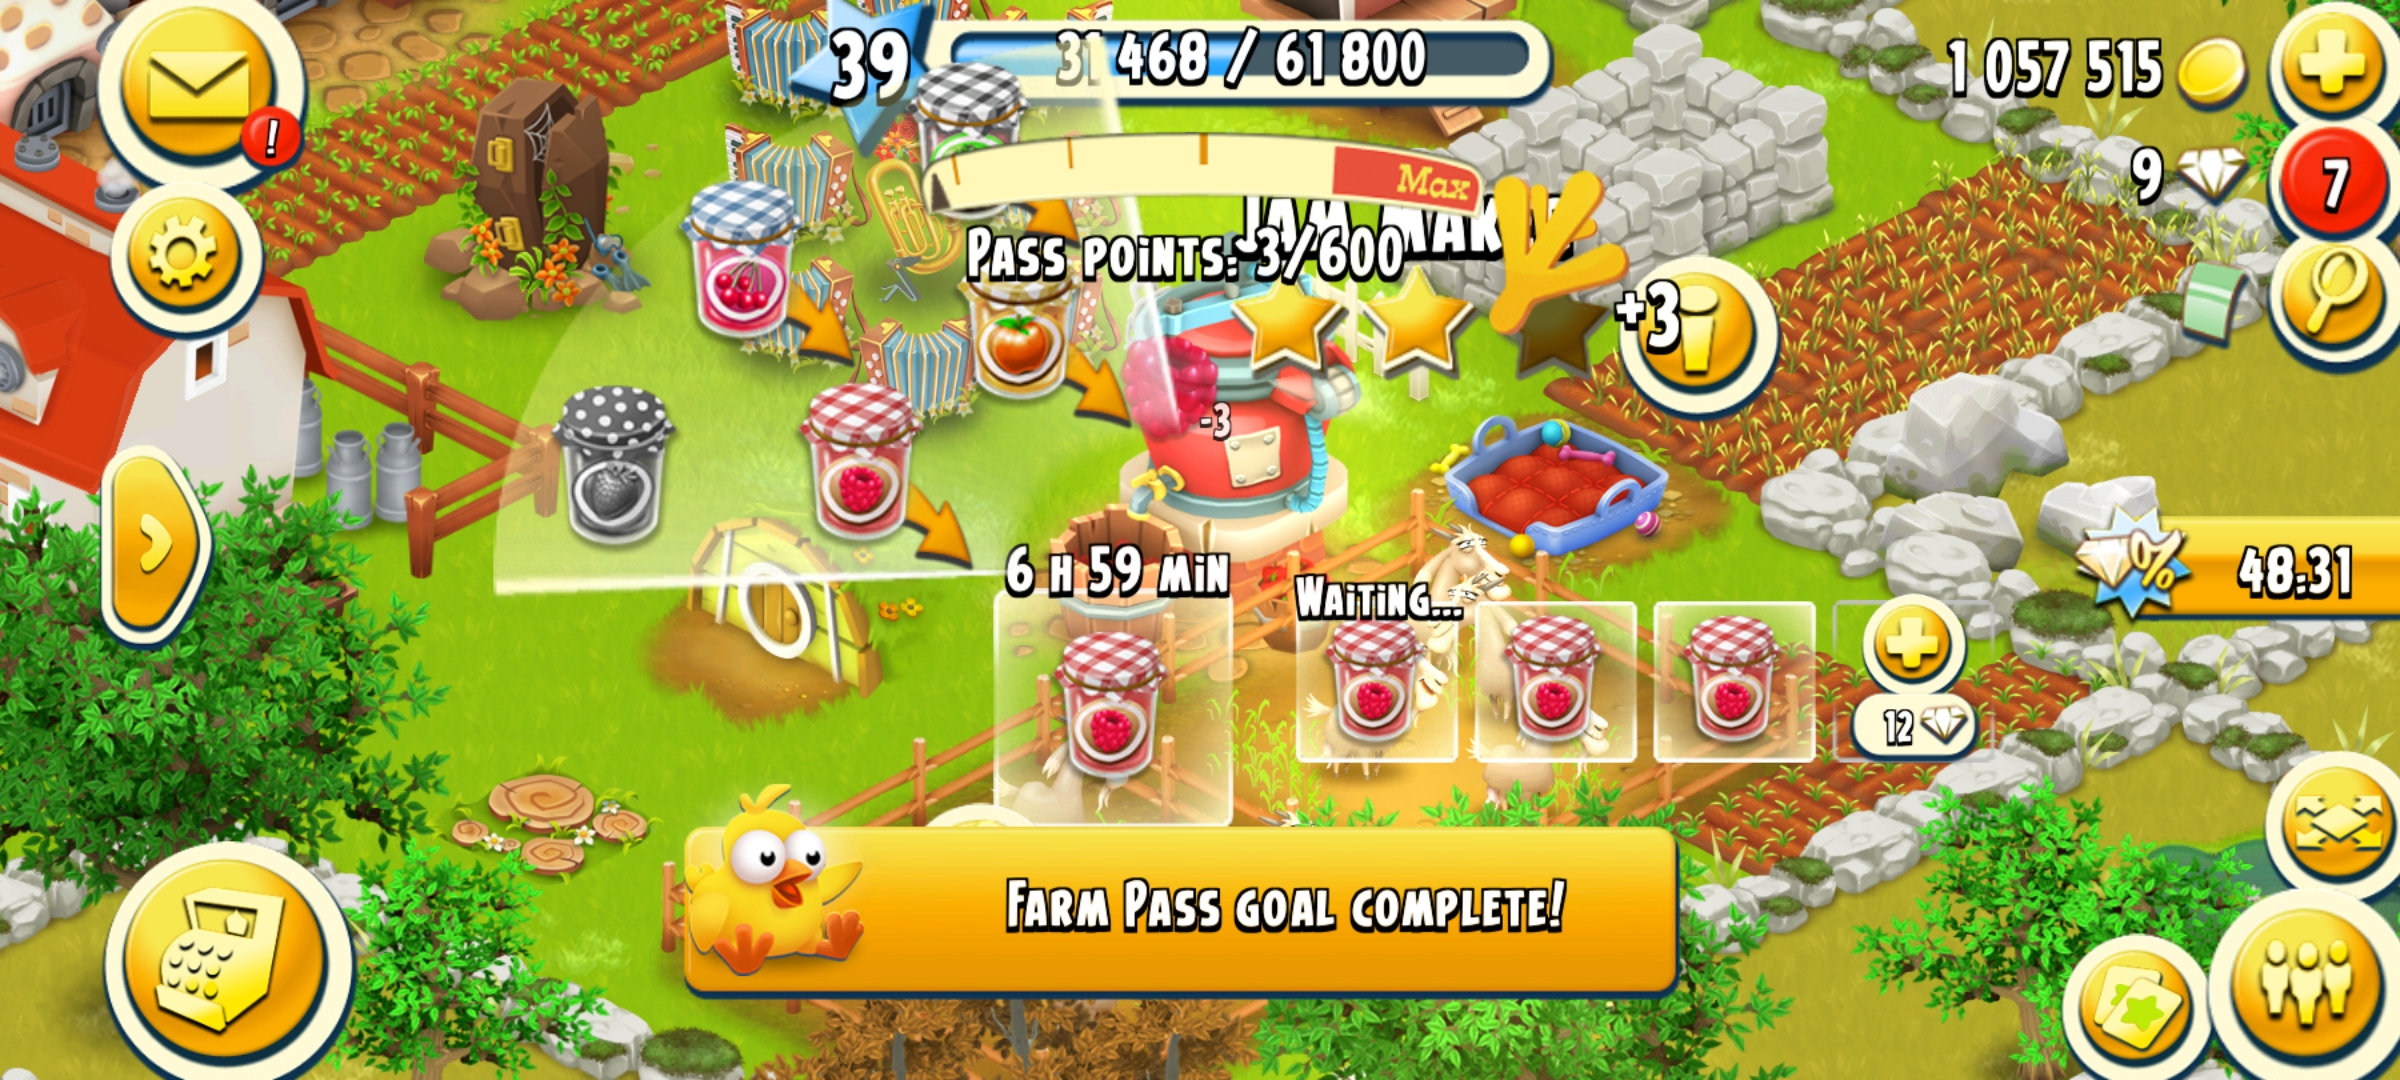 39
31 468 / 61 800
1 057 515
9
!
7
Max
Pass points: 3/600
+3
-3
6 h 59 min
Waiting...
%
48:31
12
Farm Pass goal complete!